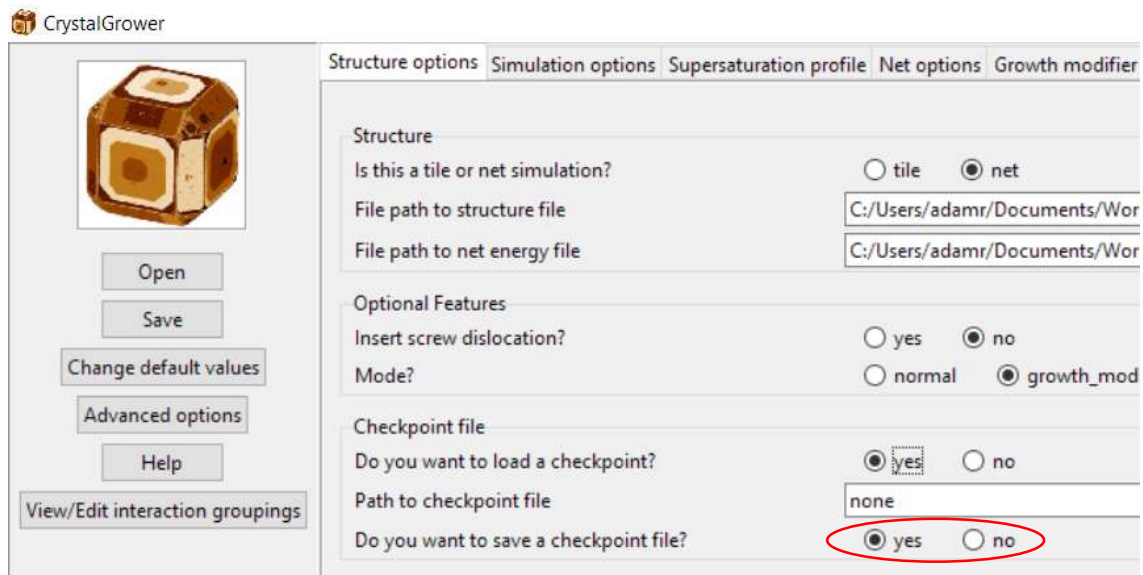 CrystalGrower
Structure options Simulation options Supersaturation profile Net options Growth modifier
Open
Save
Change default values
Advanced options
Help
View/Edit interaction groupings
Structure
Is this a tile or net simulation? tile net
File path to structure file C:/Users/adamr/Documents/Wor
File path to net energy file C:/Users/adamr/Documents/Wor
Optional Features
Insert screw dislocation? yes no
Mode? normal growth_mod
Checkpoint file
Do you want to load a checkpoint? yes no
Path to checkpoint file none
Do you want to save a checkpoint file? yes no